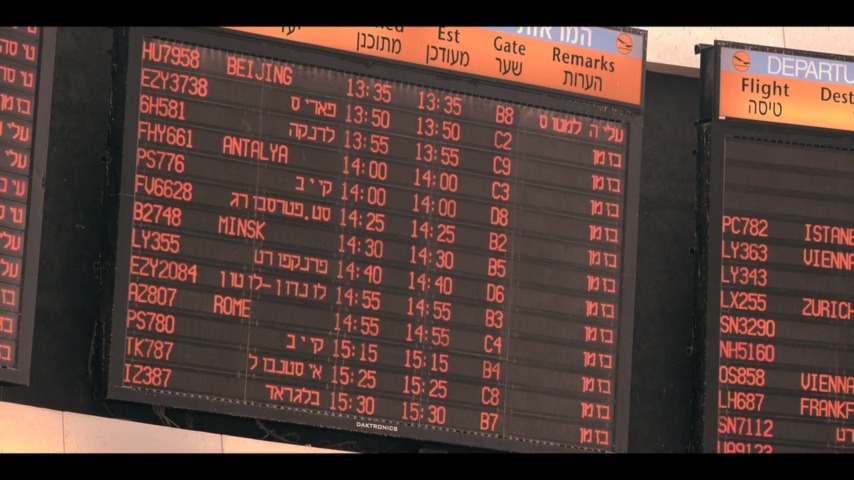 Est Gate Remarks
מתוכנן מעודכן שער הערות
HU7958 BEIJING 13:35 13:35 B8 עליה למטוס
EZY3738 פאריס 13:50 13:50 C2 בזמן
6H581 לרנקה 13:55 13:55 C9 בזמן
FHY661 ANTALYA 14:00 14:00 C3 בזמן
PS776 קייב 14:00 14:00 D8 בזמן
FV6628 סט.פטרסבורג 14:25 14:25 B2 בזמן
B2748 MINSK 14:30 14:30 B5 בזמן
LY355 פרנקפורט 14:40 14:40 D6 בזמן
EZY2084 לונדון-לוטון 14:55 14:55 B3 בזמן
AZ807 ROME 14:55 14:55 C4 בזמן
PS780 קייב 15:15 15:15 B4 בזמן
TK787 איסטנבול 15:25 15:25 C8 בזמן
IZ387 בלגראד 15:30 15:30 B7 בזמן
DAKTRONICS
DEPARTU
Flight Dest
טיסה
PC782 ISTANB
LY363 VIENNA
LY343
LX255 ZURICH
SN3290
NH5160
OS858 VIENNA
LH687 FRANKF
SN7112
UA9123